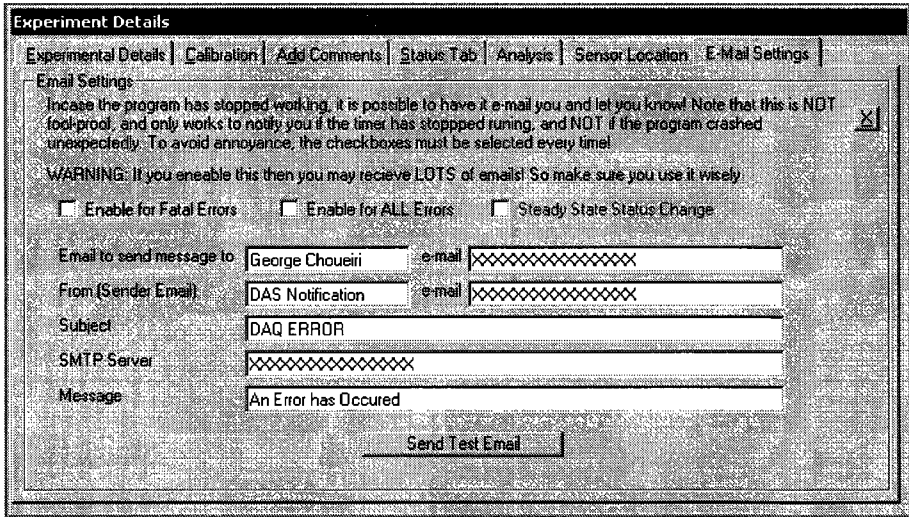 Experiment Details
Experimental Details Calibration Add Comments Status Tab Analysis Sensor Location E-Mail Settings
Email Settings
Incase the program has stopped working, it is possible to have it e-mail you and let you know! Note that this is NOT
fool-proof, and only works to notify you if the timer has stoppped runing, and NOT if the program crashed
unexpectedly. To avoid annoyance, the checkboxes must be selected every time!
X
WARNING: If you eneable this then you may recieve LOTS of emails! So make sure you use it wisely
Enable for Fatal Errors Enable for ALL Errors Steady State Status Change
Email to send message to George Choueiri e-mail XXXXXXXXXXXXXXX
From (Sender Email) DAS Notification e-mail XXXXXXXXXXXXXXX
Subject DAQ ERROR
SMTP Server XXXXXXXXXXXXXXX
Message An Error has Occured
Send Test Email